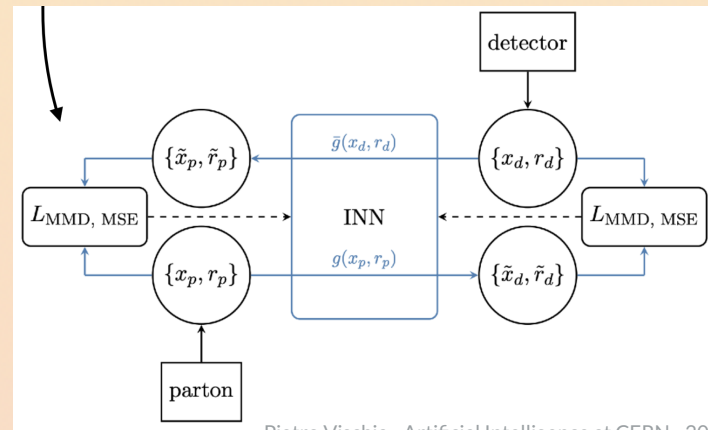 detector
{x̃_p, r̃_p}
ḡ(x_d, r_d)
{x_d, r_d}
L_MMD, MSE
INN
L_MMD, MSE
{x_p, r_p}
g(x_p, r_p)
{x̃_d, r̃_d}
parton